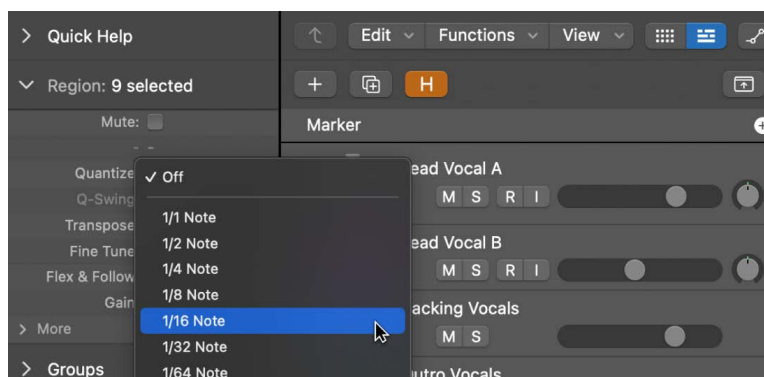 Quick Help
Edit Functions View
Region: 9 selected
H
Mute:
Marker
- -
Quantize
Off
ead Vocal A
Q-Swing
M S R I
Transpose
1/1 Note
Fine Tune
1/2 Note
ead Vocal B
Flex & Follow
1/4 Note
M S R I
Gain
1/8 Note
acking Vocals
More
1/16 Note
M S
1/32 Note
Groups
1/64 Note
utro Vocals